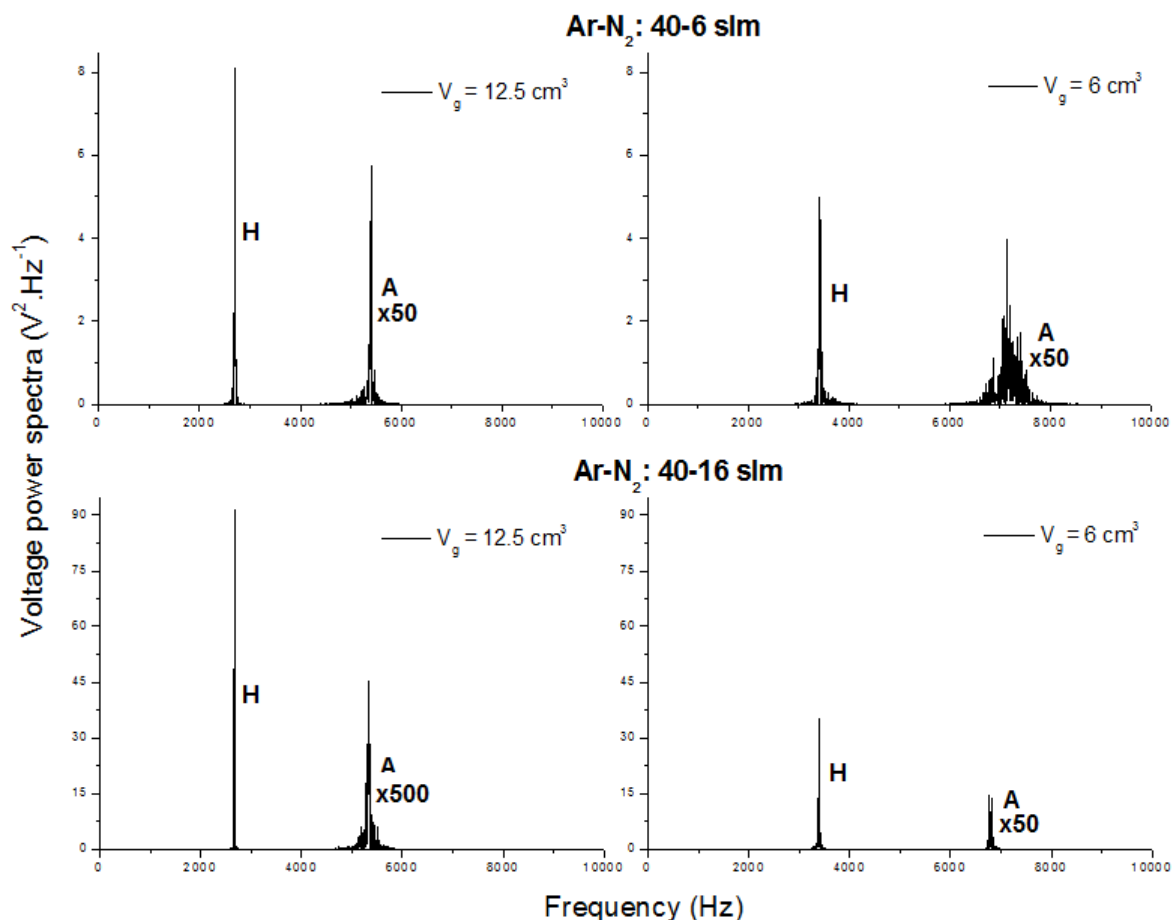 Ar-N₂: 40-6 slm
Voltage power spectra (V².Hz⁻¹)
V_g = 12.5 cm³
8
6
4
2
0
H
A
x50
0 2000 4000 6000 8000 10000
V_g = 6 cm³
8
6
4
2
0
H
A
x50
0 2000 4000 6000 8000 10000
Ar-N₂: 40-16 slm
V_g = 12.5 cm³
90
75
60
45
30
15
0
H
A
x500
0 2000 4000 6000 8000 10000
V_g = 6 cm³
90
75
60
45
30
15
0
H
A
x50
0 2000 4000 6000 8000 10000
Frequency (Hz)